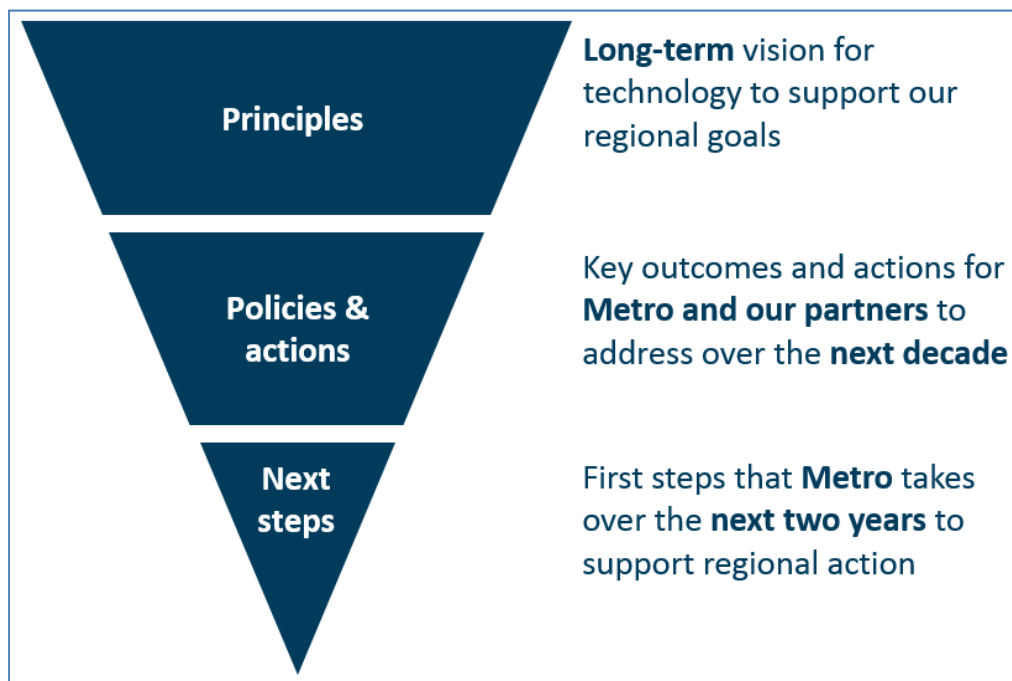 Principles
Long-term vision for
technology to support our
regional goals
Policies &
actions
Key outcomes and actions for
Metro and our partners to
address over the next decade
Next
steps
First steps that Metro takes
over the next two years to
support regional action